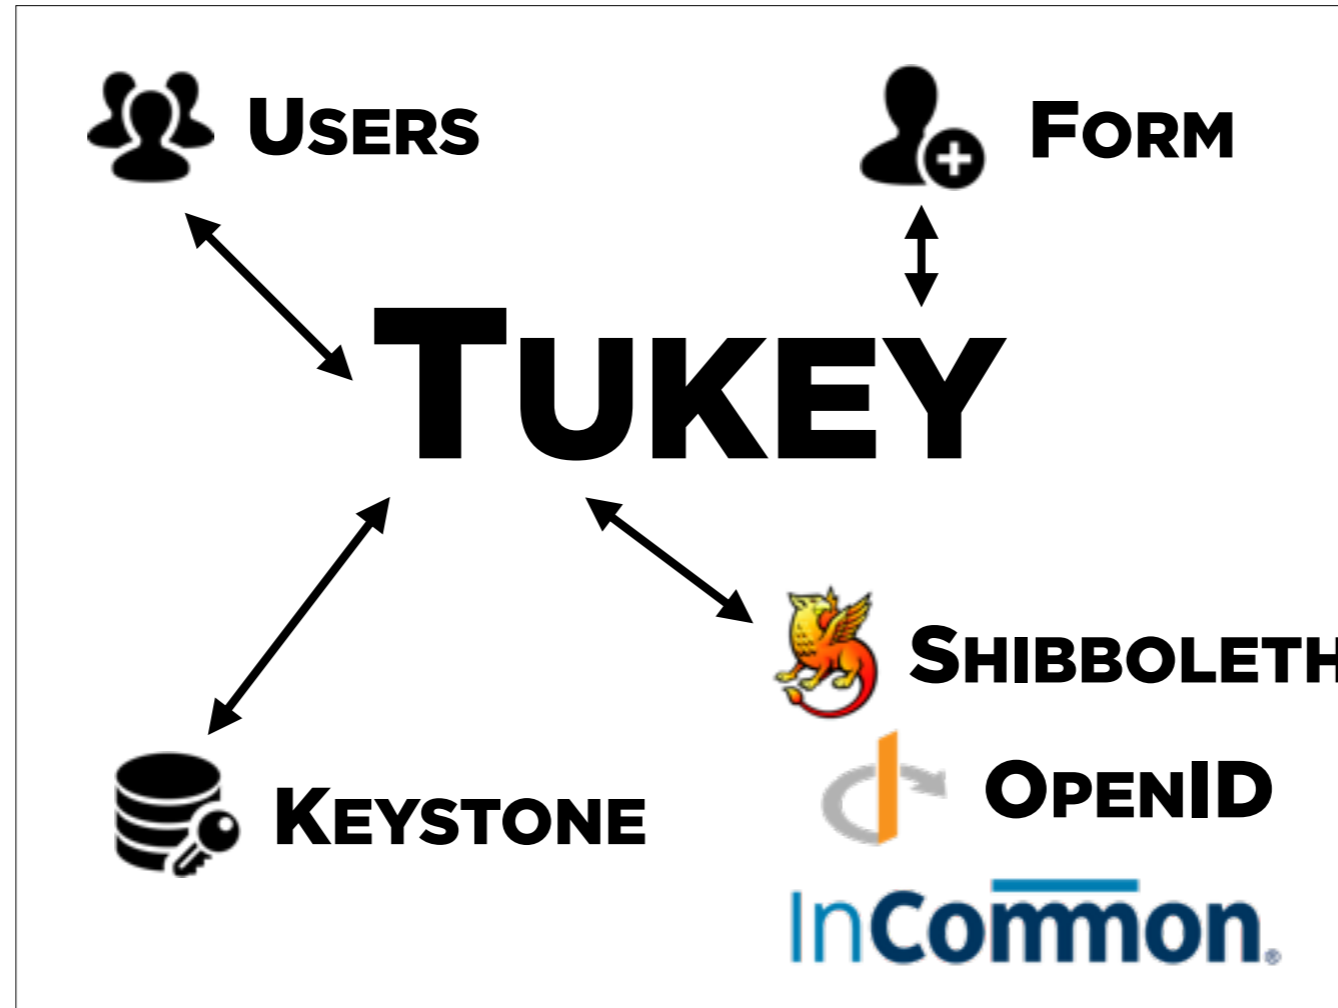 USERS
FORM
TUKEY
SHIBBOLETH
OPENID
KEYSTONE
InCommon®